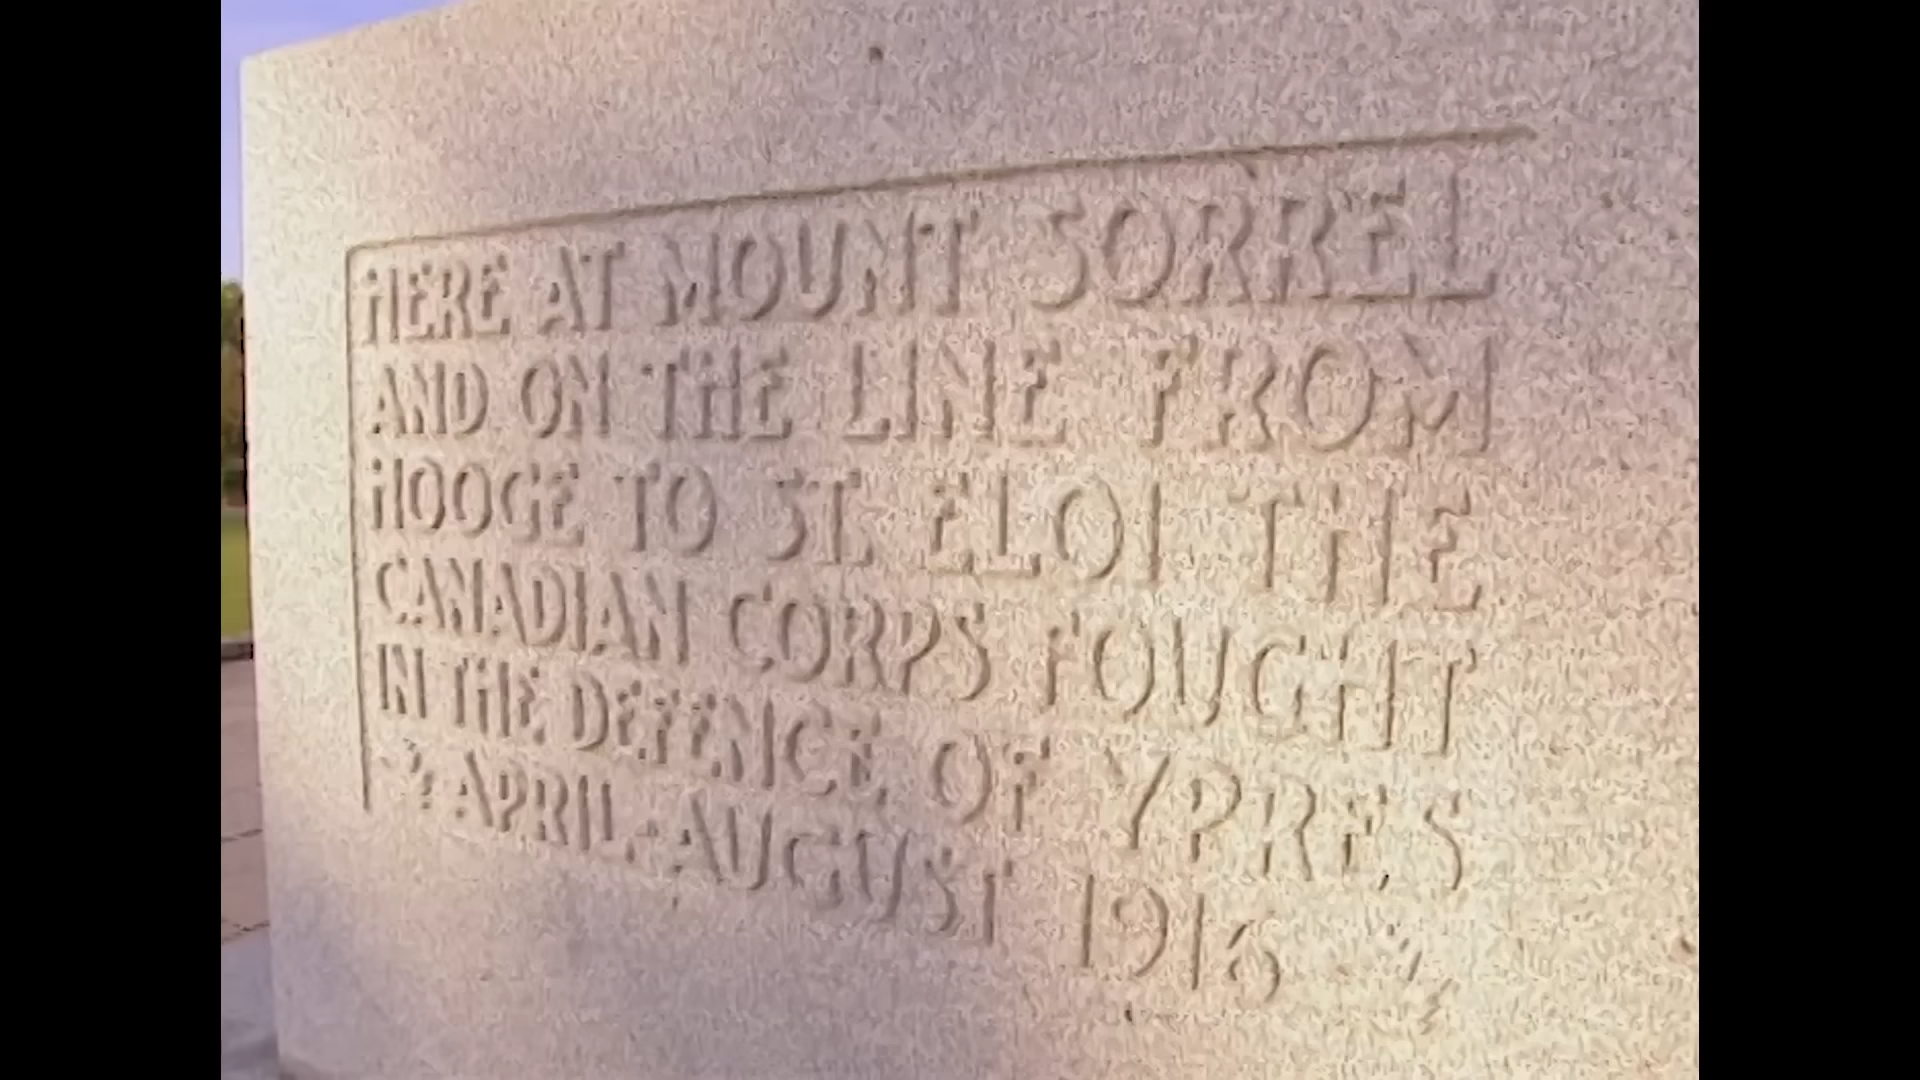 HERE AT MOUNT SORREL
AND ON THE LINE FROM
HOOGE TO ST. ELOI THE
CANADIAN CORPS FOUGHT
IN THE DEFENCE OF YPRES
APRIL-AUGUST 1916